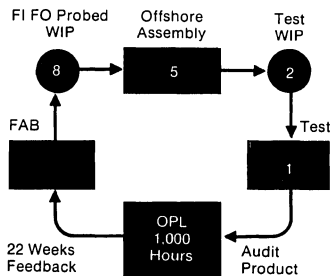 FI FO Probed
WIP
Offshore
Assembly
Test
WIP
8
5
2
FAB
Test
1
OPL
1.000
Hours
22 Weeks
Feedback
Audit
Product